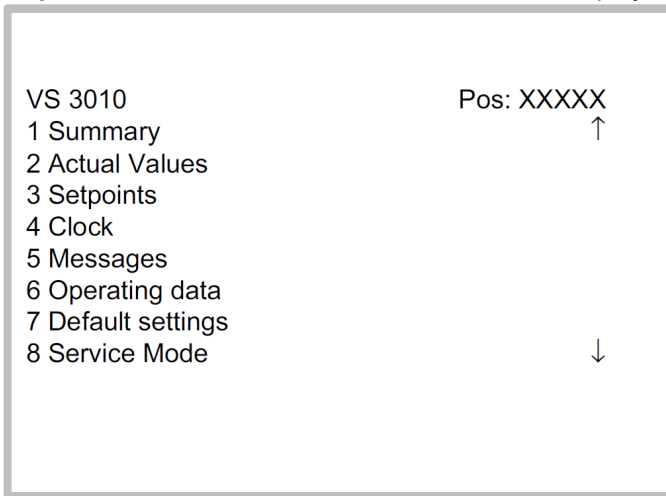 VS 3010 Pos: XXXXX
1 Summary ↑
2 Actual Values
3 Setpoints
4 Clock
5 Messages
6 Operating data
7 Default settings
8 Service Mode ↓